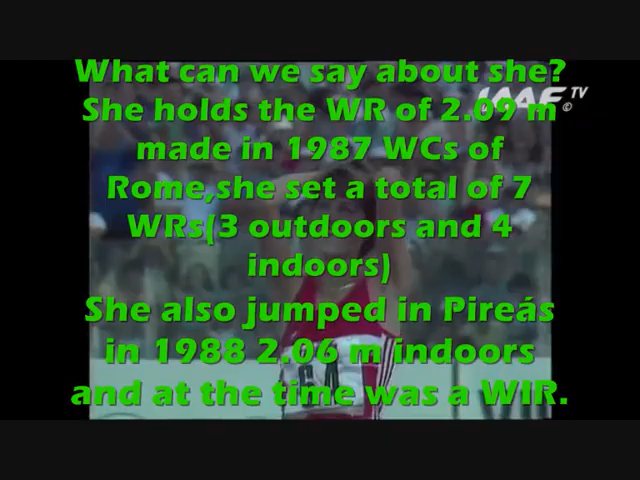 What can we say about she?
She holds the WR of 2.09 m
made in 1987 WCs of
Rome,she set a total of 7
WRs(3 outdoors and 4
indoors)
She also jumped in Pireás
in 1988 2.06 m indoors
and at the time was a WIR.
IAAF TV ©